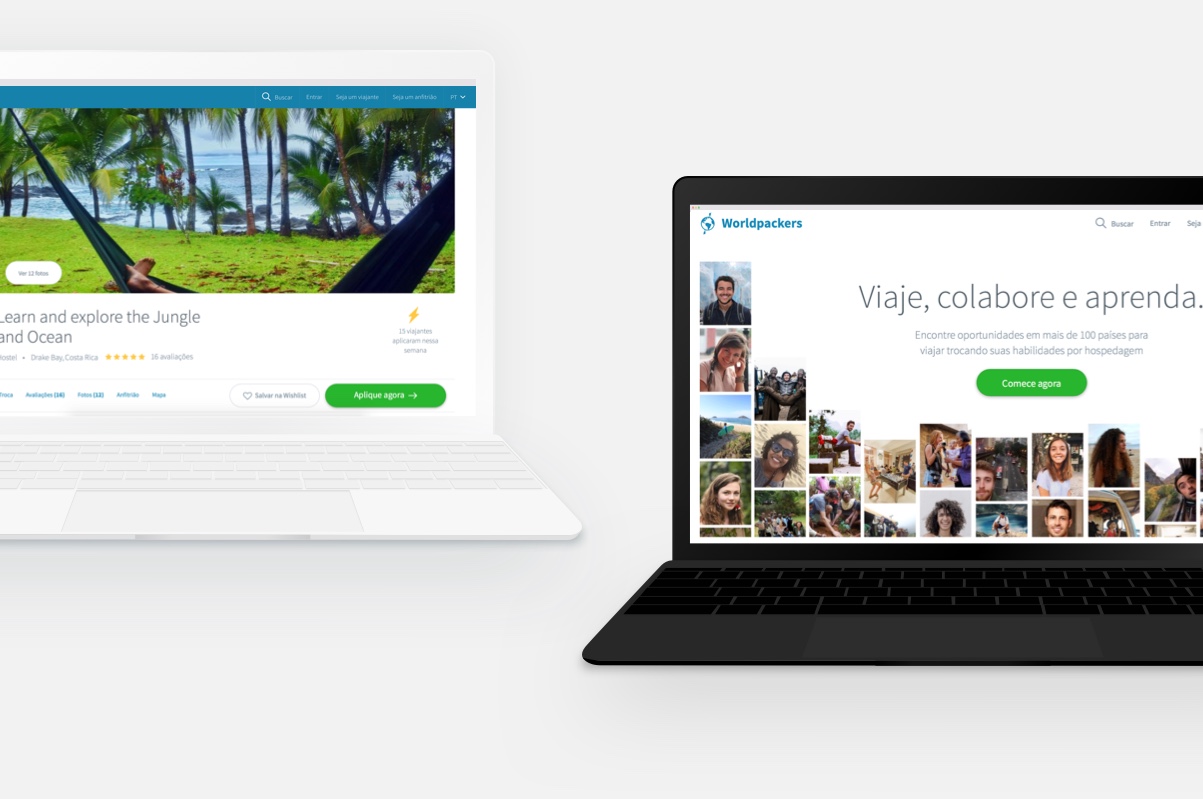 Buscar Entrar Seja um viajante Seja um anfitrião PT
Ver 12 fotos
Learn and explore the Jungle
and Ocean
Hostel • Drake Bay, Costa Rica 16 avaliações
15 viajantes
aplicaram nessa
semana
Troca Avaliações (16) Fotos (12) Anfitrião Mapa
Salvar na Wishlist
Aplique agora →
Worldpackers
Buscar Entrar Seja
Viaje, colabore e aprenda.
Encontre oportunidades em mais de 100 países para
viajar trocando suas habilidades por hospedagem
Comece agora